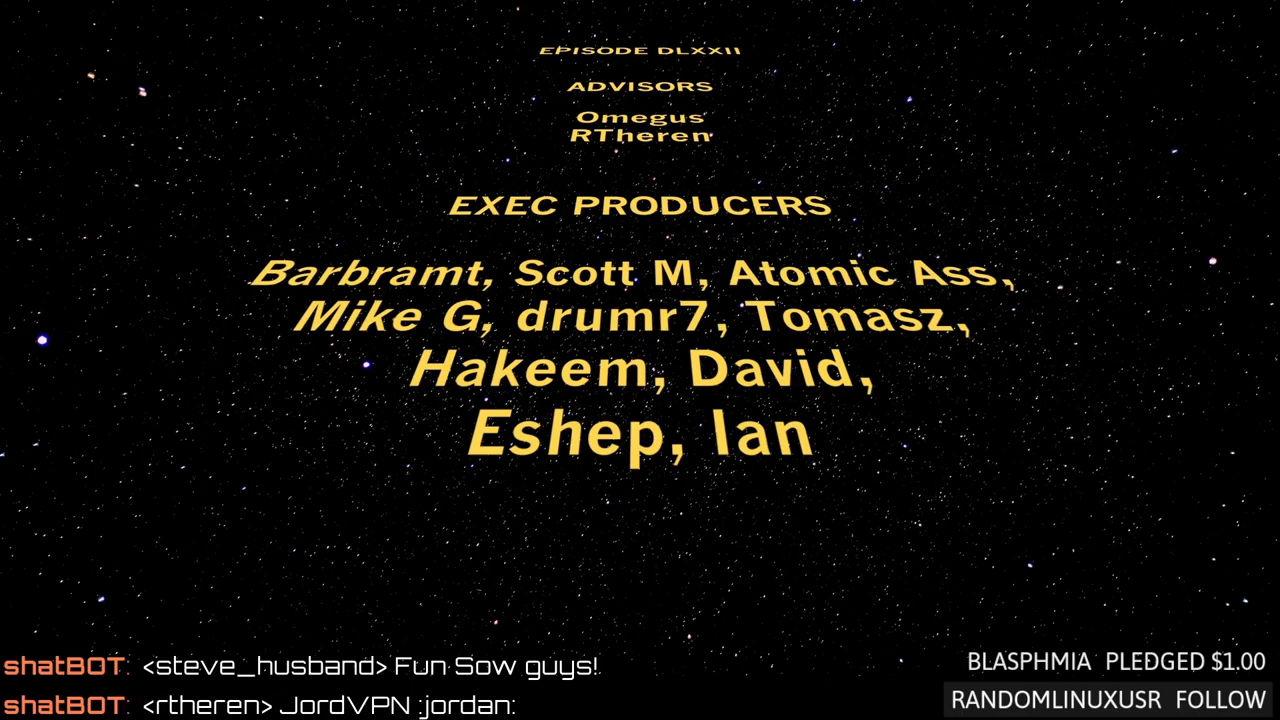 EPISODE DLXXII
ADVISORS
Omegus
RTheren
EXEC PRODUCERS
Barbramt, Scott M, Atomic Ass,
Mike G, drumr7, Tomasz,
Hakeem, David,
Eshep, Ian
shatBOT: <steve_husband> Fun Sow guys!
shatBOT: <rtheren> JordVPN :jordan:
BLASPHMIA PLEDGED $1.00
RANDOMLINUXUSR FOLLOW